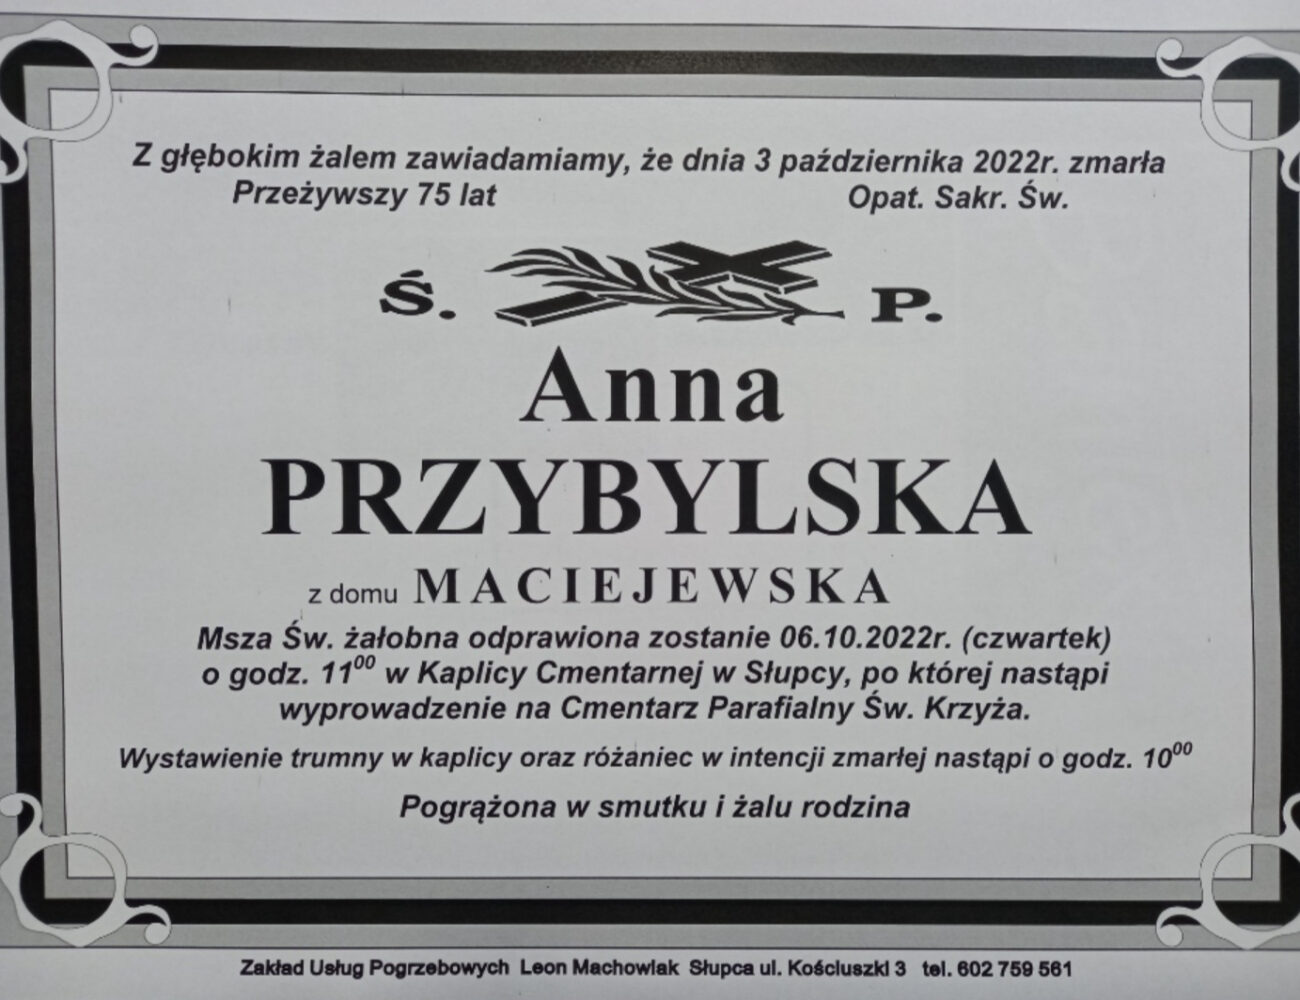 Z głębokim żalem zawiadamiamy, że dnia 3 października 2022r. zmarła
Przeżywszy 75 lat Opat. Sakr. Św.
Ś. P.
Anna
PRZYBYLSKA
z domu MACIEJEWSKA
Msza Św. żałobna odprawiona zostanie 06.10.2022r. (czwartek)
o godz. 11⁰⁰ w Kaplicy Cmentarnej w Słupcy, po której nastąpi
wyprowadzenie na Cmentarz Parafialny Św. Krzyża.
Wystawienie trumny w kaplicy oraz różaniec w intencji zmarłej nastąpi o godz. 10⁰⁰
Pogrążona w smutku i żalu rodzina
Zakład Usług Pogrzebowych Leon Machowiak Słupca ul. Kościuszki 3 tel. 602 759 561